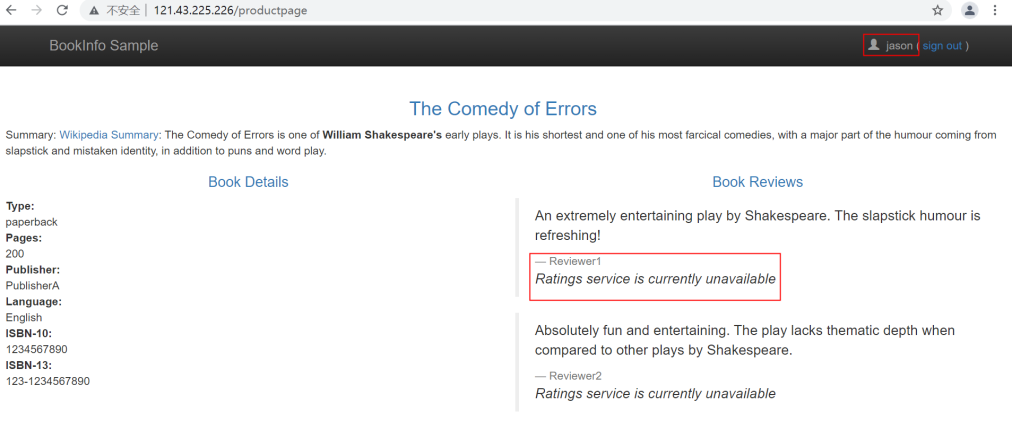 不安全 | 121.43.225.226/productpage
BookInfo Sample
jason ( sign out )
The Comedy of Errors
Summary: Wikipedia Summary: The Comedy of Errors is one of William Shakespeare's early plays. It is his shortest and one of his most farcical comedies, with a major part of the humour coming from
slapstick and mistaken identity, in addition to puns and word play.
Book Details
Type:
paperback
Pages:
200
Publisher:
PublisherA
Language:
English
ISBN-10:
1234567890
ISBN-13:
123-1234567890
Book Reviews
An extremely entertaining play by Shakespeare. The slapstick humour is
refreshing!
— Reviewer1
Ratings service is currently unavailable
Absolutely fun and entertaining. The play lacks thematic depth when
compared to other plays by Shakespeare.
— Reviewer2
Ratings service is currently unavailable